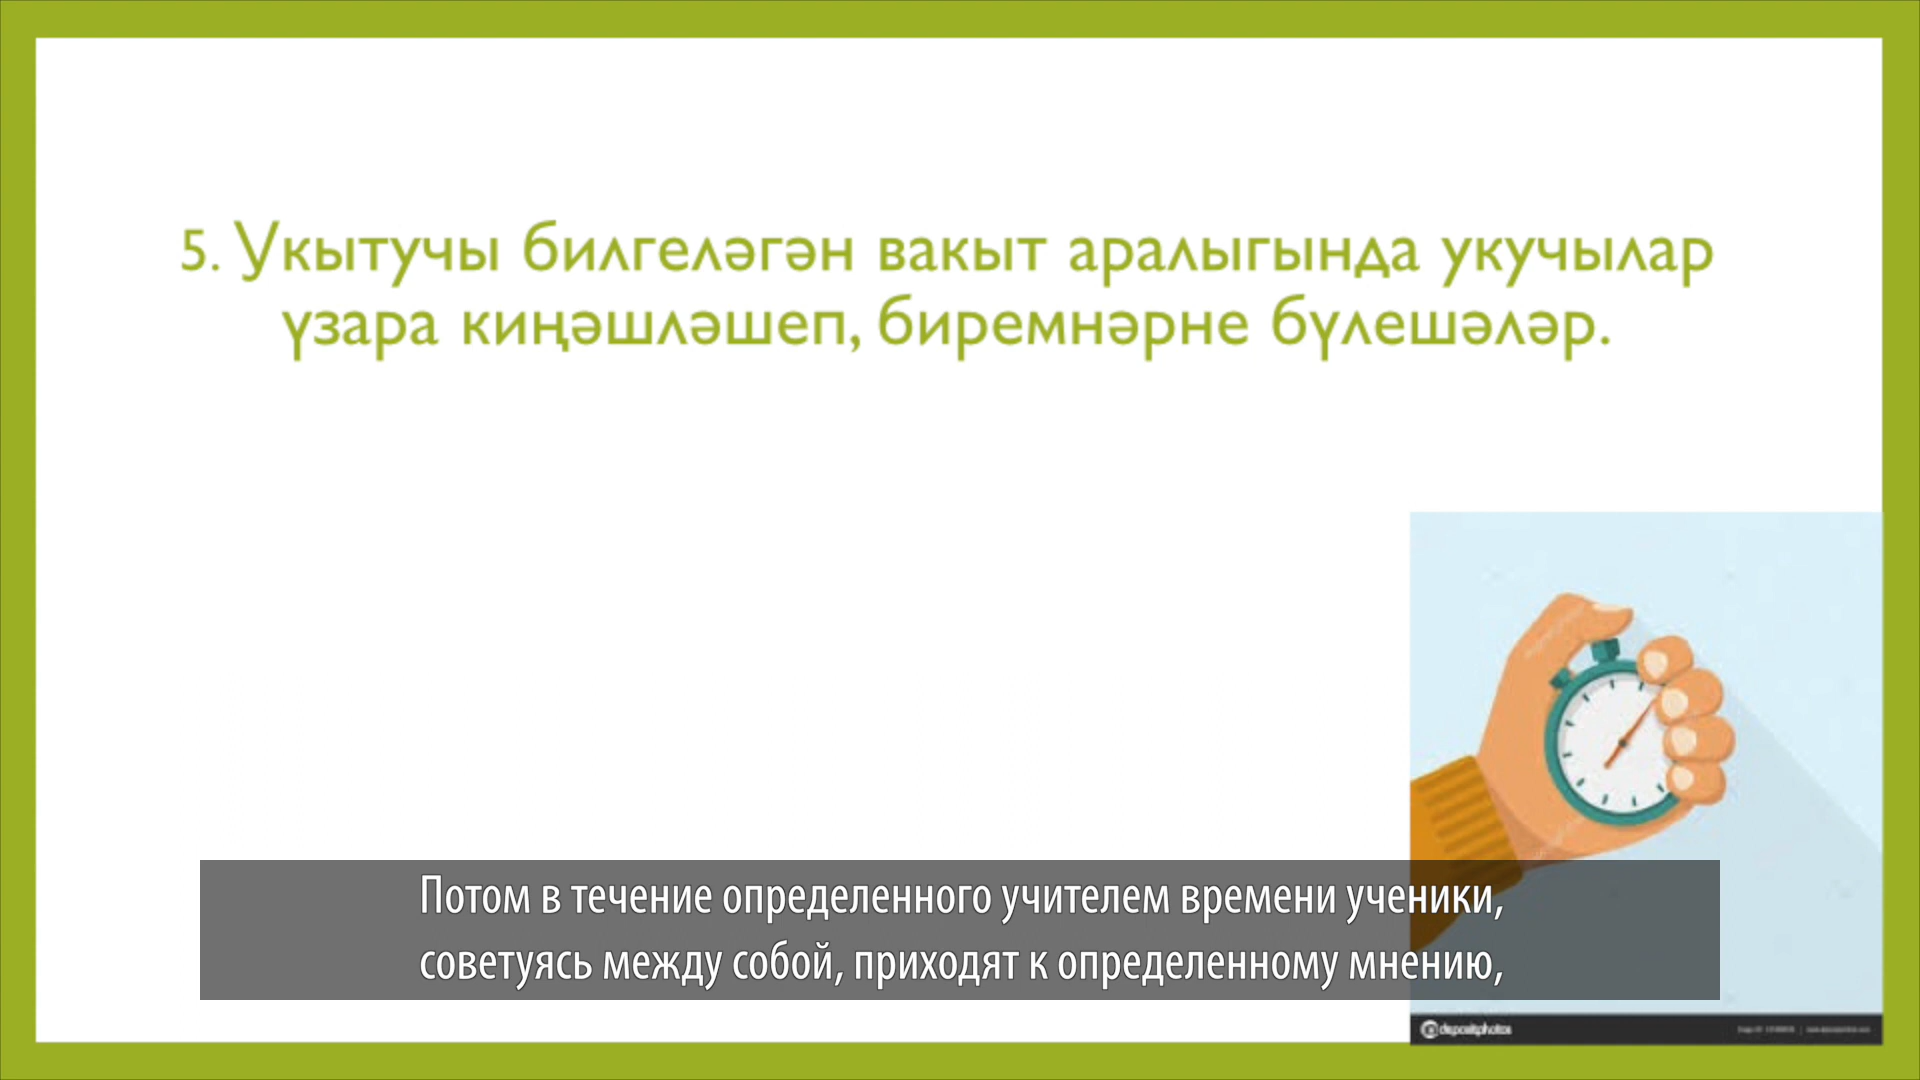 5. Укытучы билгеләгән вакыт аралыгында укучылар
үзара киңәшләшеп, биремнәрне бүлешәләр.
Потом в течение определенного учителем времени ученики,
советуясь между собой, приходят к определенному мнению,
depositphotos